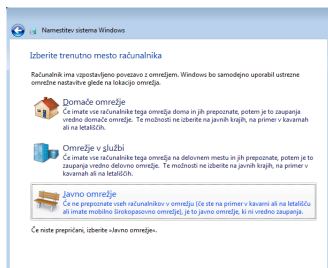 Namestitev sistema Windows
Izberite trenutno mesto računalnika
Računalnik ima vzpostavljeno povezavo z omrežjem. Windows bo samodejno uporabil ustrezne
omrežne nastavitve glede na lokacijo omrežja.
Domače omrežje
Če imate vse računalnike tega omrežja doma in jih prepoznate, potem je to zaupanja
vredno domače omrežje. Te možnosti ne izberite na javnih krajih, na primer v kavarnah
ali na letališčih.
Omrežje v službi
Če imate vse računalnike tega omrežja na delovnem mestu in jih prepoznate, potem je to
zaupanja vredno delovno omrežje. Te možnosti ne izberite na javnih krajih, na primer v
kavarnah ali na letališčih.
Javno omrežje
Če ne prepoznate vseh računalnikov v omrežju (če ste na primer v kavarni ali na letališču
ali imate mobilno širokopasovno omrežje), je to javno omrežje, ki ni vredno zaupanja.
Če niste prepričani, izberite »Javno omrežje«.